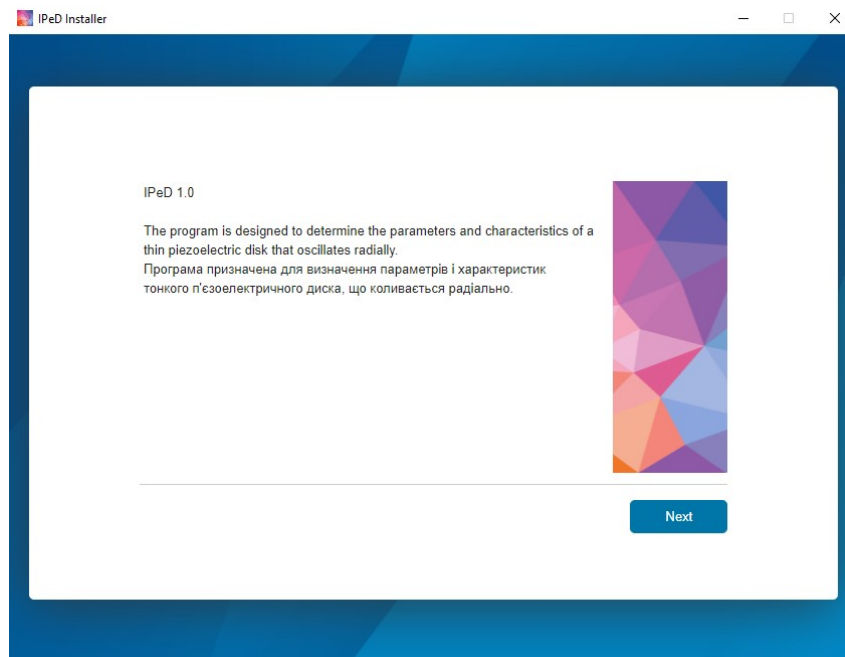 IPeD Installer
IPeD 1.0
The program is designed to determine the parameters and characteristics of a
thin piezoelectric disk that oscillates radially.
Програма призначена для визначення параметрів і характеристик
тонкого п'єзоелектричного диска, що коливається радіально.
Next